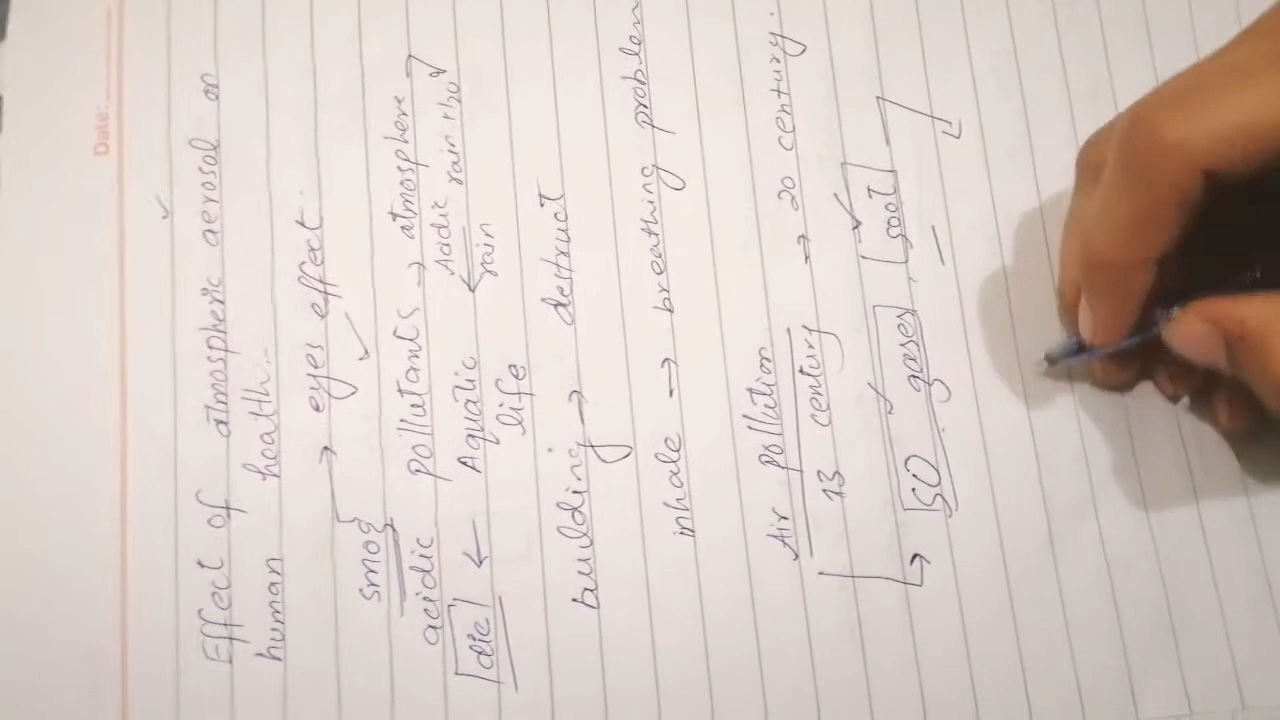 Date:
Effect of atmospheric aerosol on
human heatth.
→ eyes effect.
smog
acidic pollutants → atmosphere
Acidic rain
die ← Aquatic ← rain
life
building → destruct
inhale → breathing problem
Air pollution
13 century → 20 century.
SO gases, soot